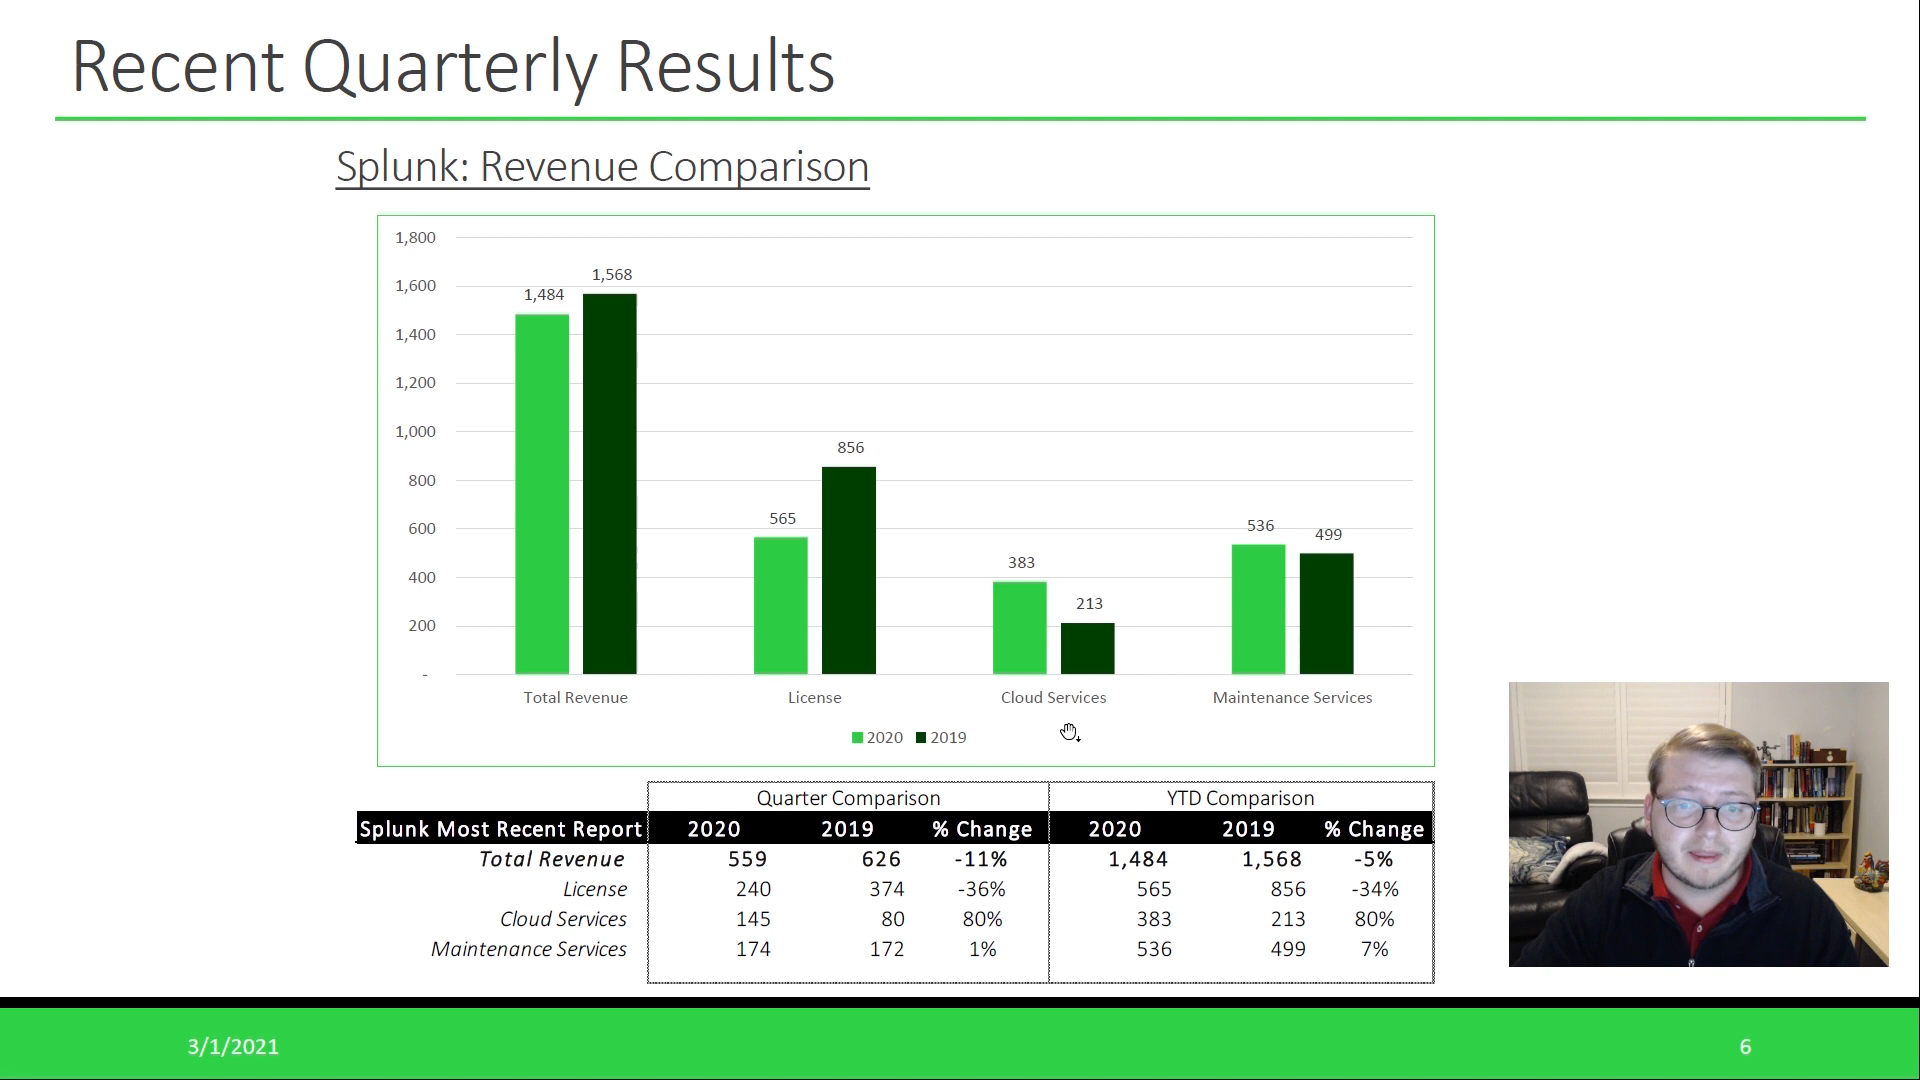 Recent Quarterly Results
Splunk: Revenue Comparison
1,800
1,600
1,400
1,200
1,000
800
600
400
200
-
1,484
1,568
565
856
383
213
536
499
Total Revenue License Cloud Services Maintenance Services
2020 2019
Quarter Comparison YTD Comparison
Splunk Most Recent Report 2020 2019 % Change 2020 2019 % Change
Total Revenue 559 626 -11% 1,484 1,568 -5%
License 240 374 -36% 565 856 -34%
Cloud Services 145 80 80% 383 213 80%
Maintenance Services 174 172 1% 536 499 7%
3/1/2021 6